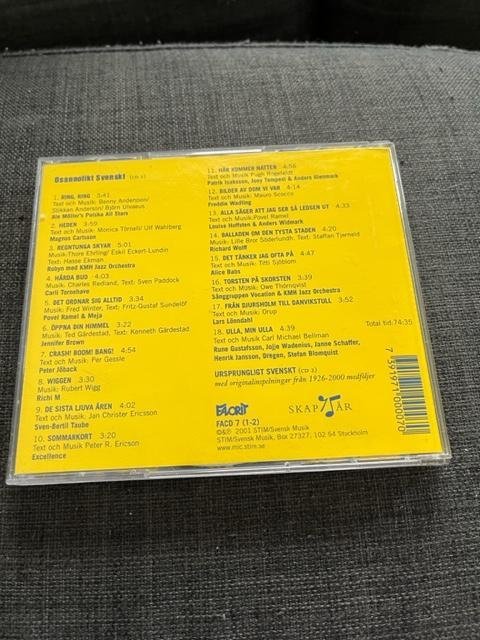 Osannolikt Svenskt (CD 1)
1. RING, RING 3:41
Text och Musik: Benny Andersson/
Stikkan Anderson/ Björn Ulvaeus
Ale Möller's Polska All Stars
2. HEDEN 3:59
Text och Musik: Monica Törnell/ Ulf Wahlberg
Magnus Carlsson
3. REGNTUNGA SKYAR 5:01
Musik:Thore Ehrling/ Eskil Eckert-Lundin
Text: Hasse Ekman
Robyn med KMH Jazz Orchestra
4. HÅRDA BUD 4:03
Musik: Charles Redland, Text: Sven Paddock
Carli Tornehave
5. DET ORDNAR SIG ALLTID 3:34
Musik: Fred Winter, Text: Fritz-Gustaf Sundelöf
Povel Ramel & Meja
6. ÖPPNA DIN HIMMEL 3:22
Musik: Ted Gärdestad, Text: Kenneth Gärdestad
Jennifer Brown
7. CRASH! BOOM! BANG! 4:54
Text och Musik: Per Gessle
Peter Jöback
8. WIGGEN 3:30
Musik: Rubert Wigg
Richi M
9. DE SISTA LJUVA ÅREN 4:02
Text och Musik: Jan Christer Ericsson
Sven-Bertil Taube
10. SOMMARKORT 3:20
Text och Musik Peter R. Ericson
Excellence
11. HÄR KOMMER NATTEN 4:56
Text och Musik Pugh Rogefeldt
Patrik Isaksson, Joey Tempest & Anders Glenmark
12. BILDER AV DOM VI VAR 4:14
Text och Musik: Mauro Scocco
Freddie Wadling
13. ALLA SÄGER ATT JAG SER SÅ LEDSEN UT
Text och Musik:Povel Ramel
Louise Hoffsten & Anders Widmark
14. BALLADEN OM DEN TYSTA STADEN 4:20
Musik: Lille Bror Söderlundh, Text: Staffan Tjerneld
Richard Wolff
15. DET TÄNKER JAG OFTA PÅ 4:47
Text och Musik: Titti Sjöblom
Alice Babs
16. TORSTEN PÅ SKORSTEN 3:39
Text och Musik: Owe Thörnqvist
Sånggruppen Vocation & KMH Jazz Orchestra
17. FRÅN DJURSHOLM TILL DANVIKSTULL 3:52
Text och Musik: Orup
Lars Lönndahl
18. ULLA, MIN ULLA 4:39
Text och Musik Carl Michael Bellman
Rune Gustafsson, Jojje Wadenius, Janne Schaffer,
Henrik Jansson, Dregen, Stefan Blomquist
Total tid:74:35
URSPRUNGLIGT SVENSKT (CD 2)
med originalinspelningar från 1926-2000 medföljer
FAVORIT
SKAP AR
FACD 7 (1-2)
©&℗ 2001 STIM/Svensk Musik
STIM/Svensk Musik, Box 27327, 102 54 Stockholm
www.mic.stim.se
7 391971 000070